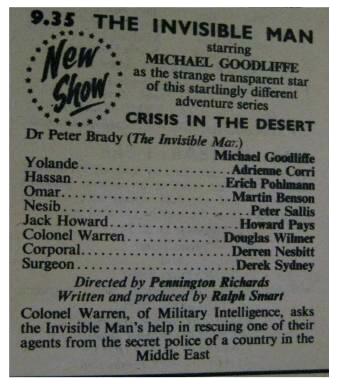 9.35 THE INVISIBLE MAN
starring
New
Show
MICHAEL GOODLIFFE
as the strange transparent star
of this startlingly different
adventure series
CRISIS IN THE DESERT
Dr Peter Brady (The Invisible Man.)
Michael Goodliffe
Yolande..........................Adrienne Corri
Hassan..........................Erich Pohlmann
Omar............................Martin Benson
Nesib.............................Peter Sallis
Jack Howard....................Howard Pays
Colonel Warren..............Douglas Wilmer
Corporal.......................Derren Nesbitt
Surgeon.........................Derek Sydney
Directed by Pennington Richards
Written and produced by Ralph Smart
Colonel Warren, of Military Intelligence, asks
the Invisible Man's help in rescuing one of their
agents from the secret police of a country in the
Middle East